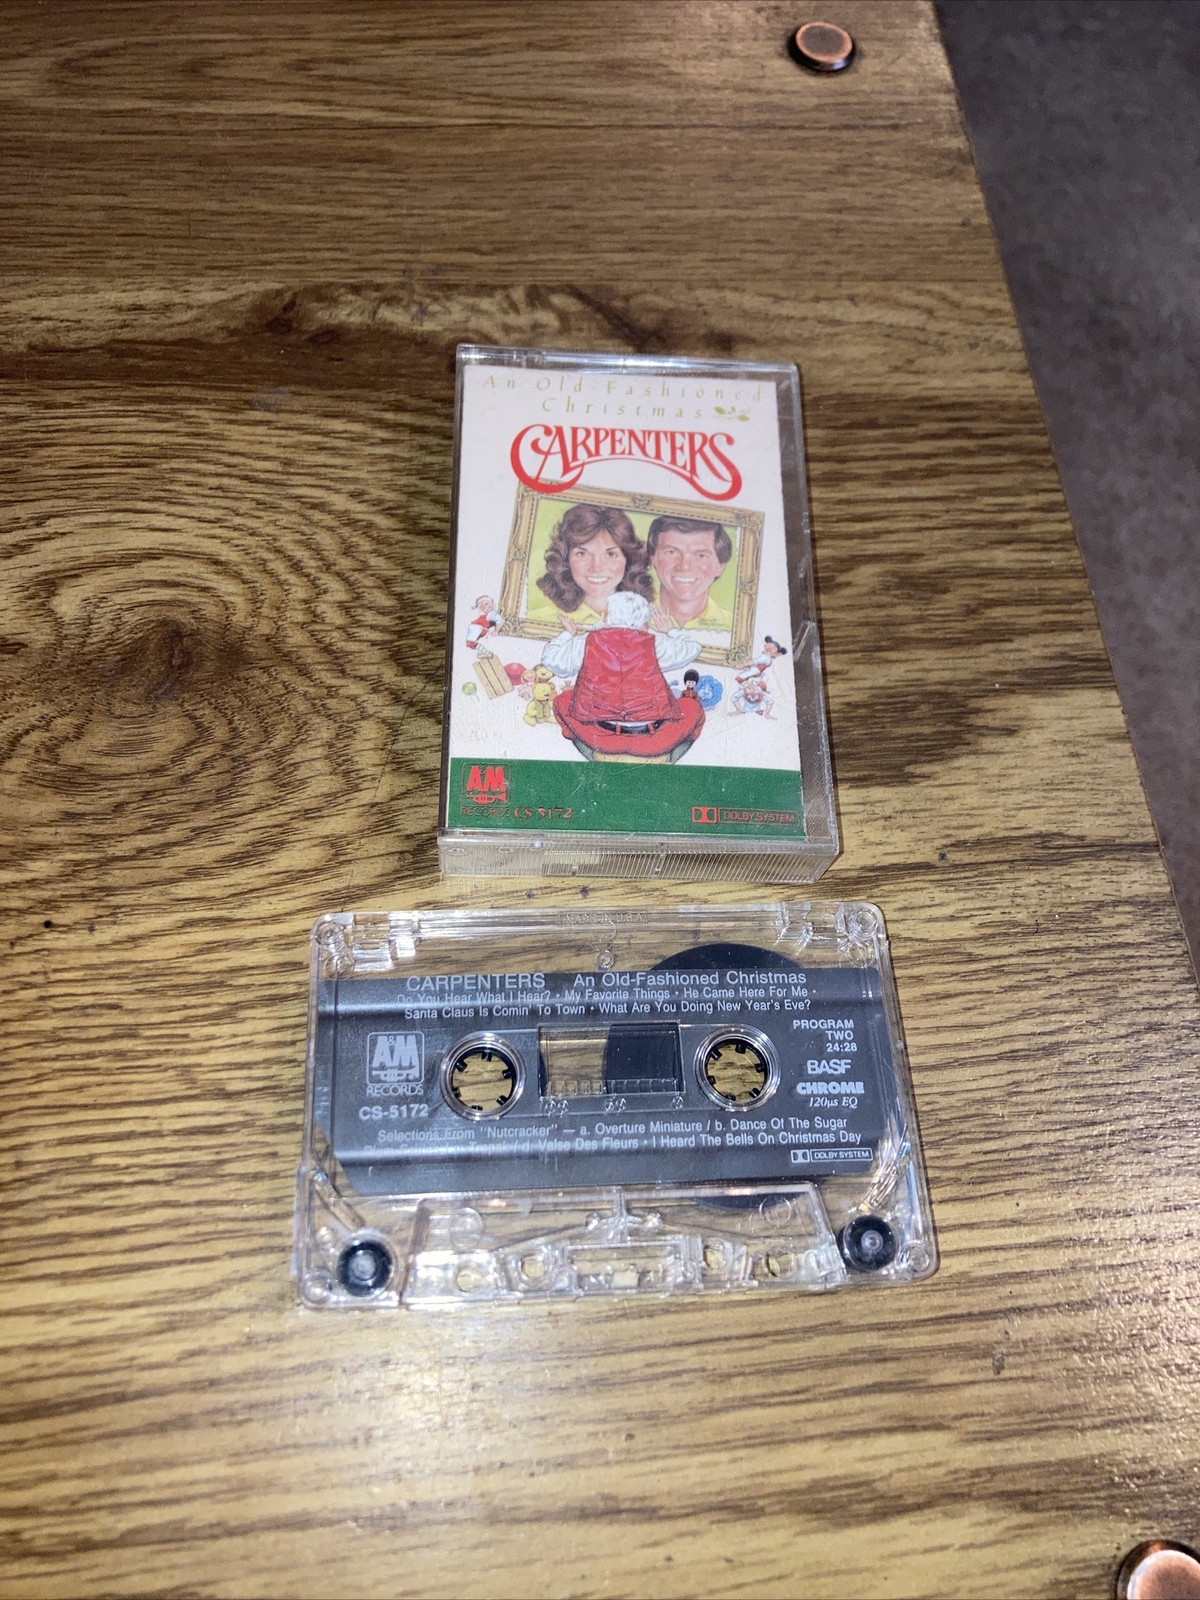 An Old-Fashioned
Christmas
CARPENTERS
A&M
RECORDS CS 5172
DOLBY SYSTEM
CARPENTERS An Old-Fashioned Christmas
Do You Hear What I Hear? • My Favorite Things • He Came Here For Me •
Santa Claus Is Comin' To Town • What Are You Doing New Year's Eve?
PROGRAM
TWO
24:28
A&M
RECORDS
CS-5172
BASF
CHROME
120µs EQ
Selections From "Nutcracker" — a. Overture Miniature / b. Dance Of The Sugar
d. Valse Des Fleurs • I Heard The Bells On Christmas Day
DOLBY SYSTEM